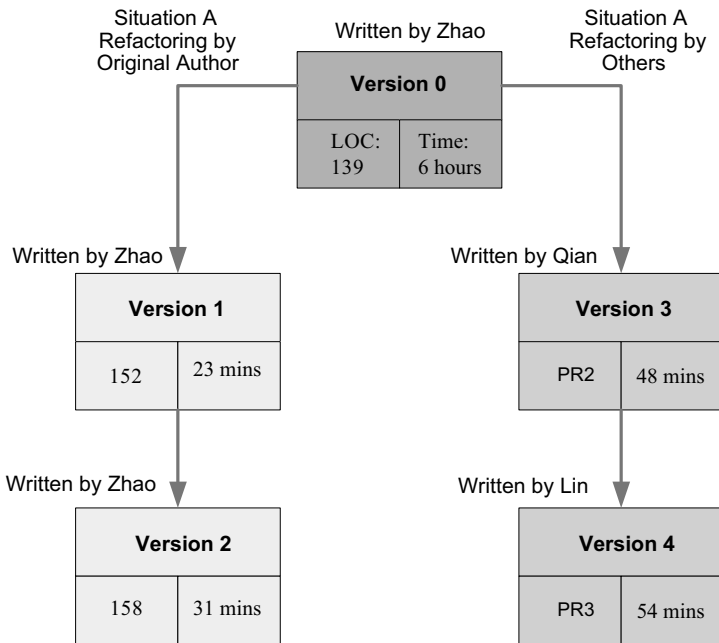 Situation A
Refactoring by
Original Author
Written by Zhao
Situation A
Refactoring by
Others
Version 0
LOC:
139
Time:
6 hours
Written by Zhao
Written by Qian
Version 1
Version 3
152
23 mins
PR2
48 mins
Written by Zhao
Written by Lin
Version 2
Version 4
158
31 mins
PR3
54 mins